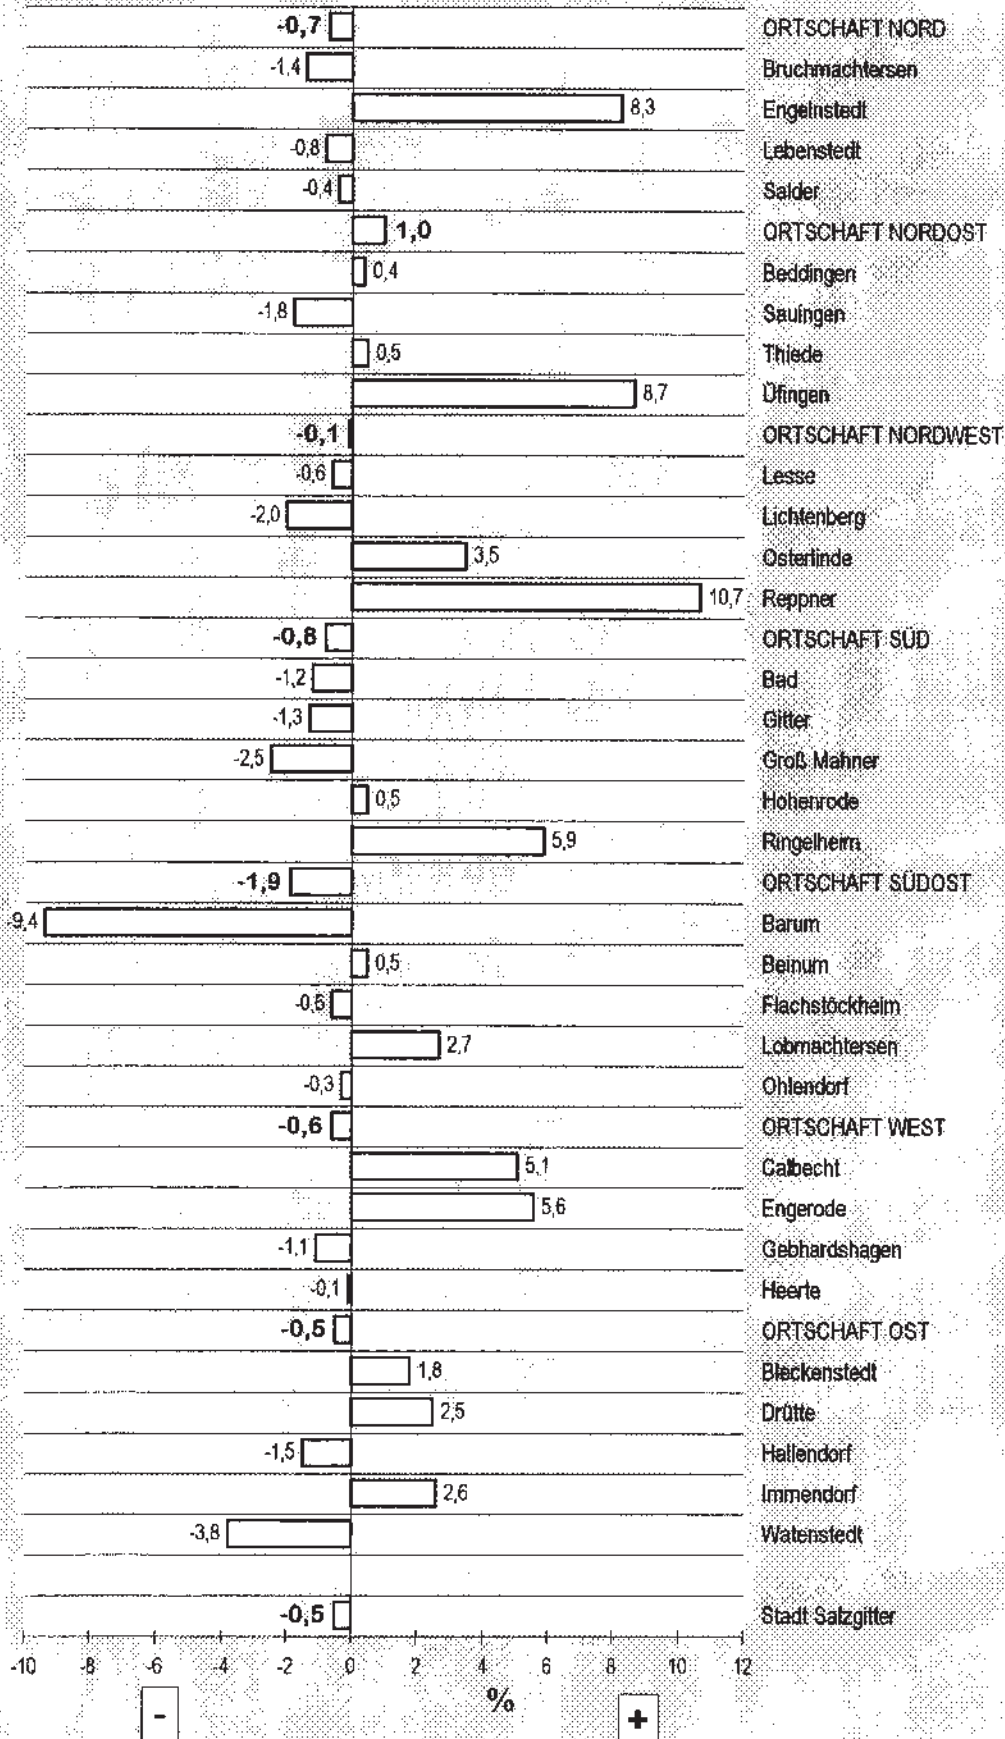 -0,7 ORTSCHAFT NORD
-1,4 Bruchmachtersen
8,3 Engelnstedt
-0,8 Lebenstedt
-0,4 Salder
1,0 ORTSCHAFT NORDOST
0,4 Beddingen
-1,8 Sauingen
0,5 Thiede
8,7 Üfingen
-0,1 ORTSCHAFT NORDWEST
-0,6 Lesse
-2,0 Lichtenberg
3,5 Osterlinde
10,7 Reppner
-0,8 ORTSCHAFT SÜD
-1,2 Bad
-1,3 Gitter
-2,5 Groß Mahner
0,5 Hohenrode
5,9 Ringelheim
-1,9 ORTSCHAFT SÜDOST
-9,4 Barum
0,5 Beinum
-0,6 Flachstöckheim
2,7 Lobmachtersen
-0,3 Ohlendorf
-0,6 ORTSCHAFT WEST
5,1 Calbecht
5,6 Engerode
-1,1 Gebhardshagen
-0,1 Heerte
-0,5 ORTSCHAFT OST
1,8 Bleckenstedt
2,5 Drütte
-1,5 Hallendorf
2,6 Immendorf
-3,8 Watenstedt
-0,5 Stadt Salzgitter
-10 -8 -6 -4 -2 0 2 4 6 8 10 12
%
- +